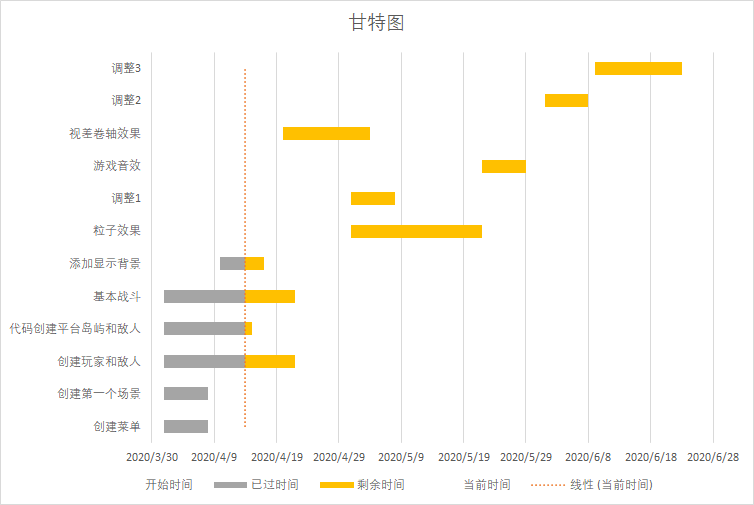 甘特图
调整3
调整2
视差卷轴效果
游戏音效
调整1
粒子效果
添加显示背景
基本战斗
代码创建平台岛屿和敌人
创建玩家和敌人
创建第一个场景
创建菜单
2020/3/30 2020/4/9 2020/4/19 2020/4/29 2020/5/9 2020/5/19 2020/5/29 2020/6/8 2020/6/18 2020/6/28
开始时间 已过时间 剩余时间 当前时间 线性 (当前时间)